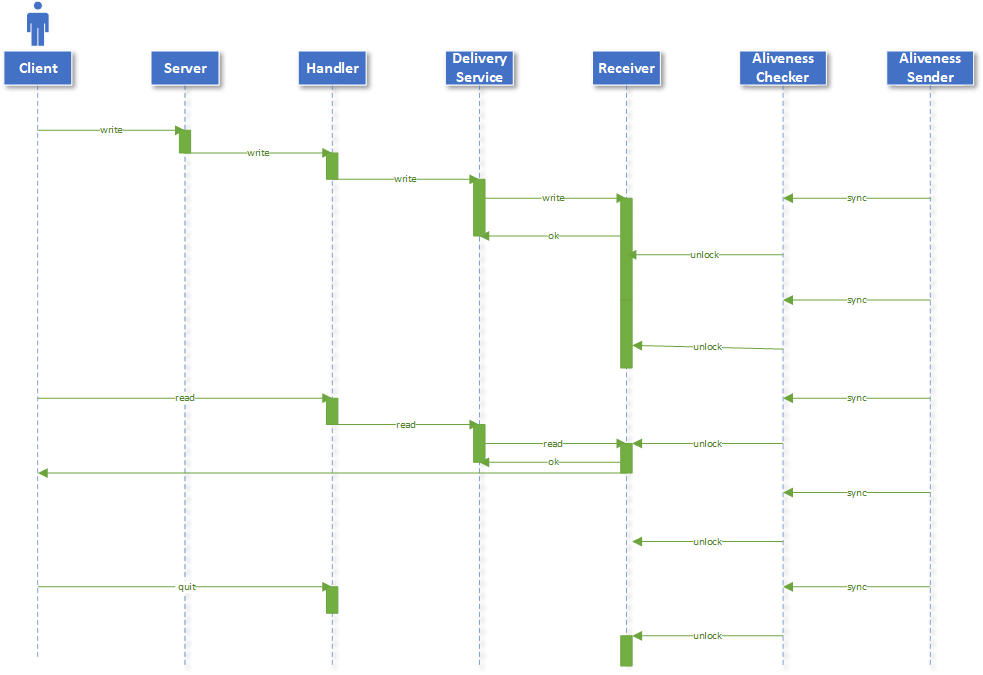 Client
Server
Handler
Delivery
Service
Receiver
Aliveness
Checker
Aliveness
Sender
write
write
write
write
sync
ok
unlock
sync
unlock
read
sync
read
read
unlock
ok
sync
unlock
quit
sync
unlock